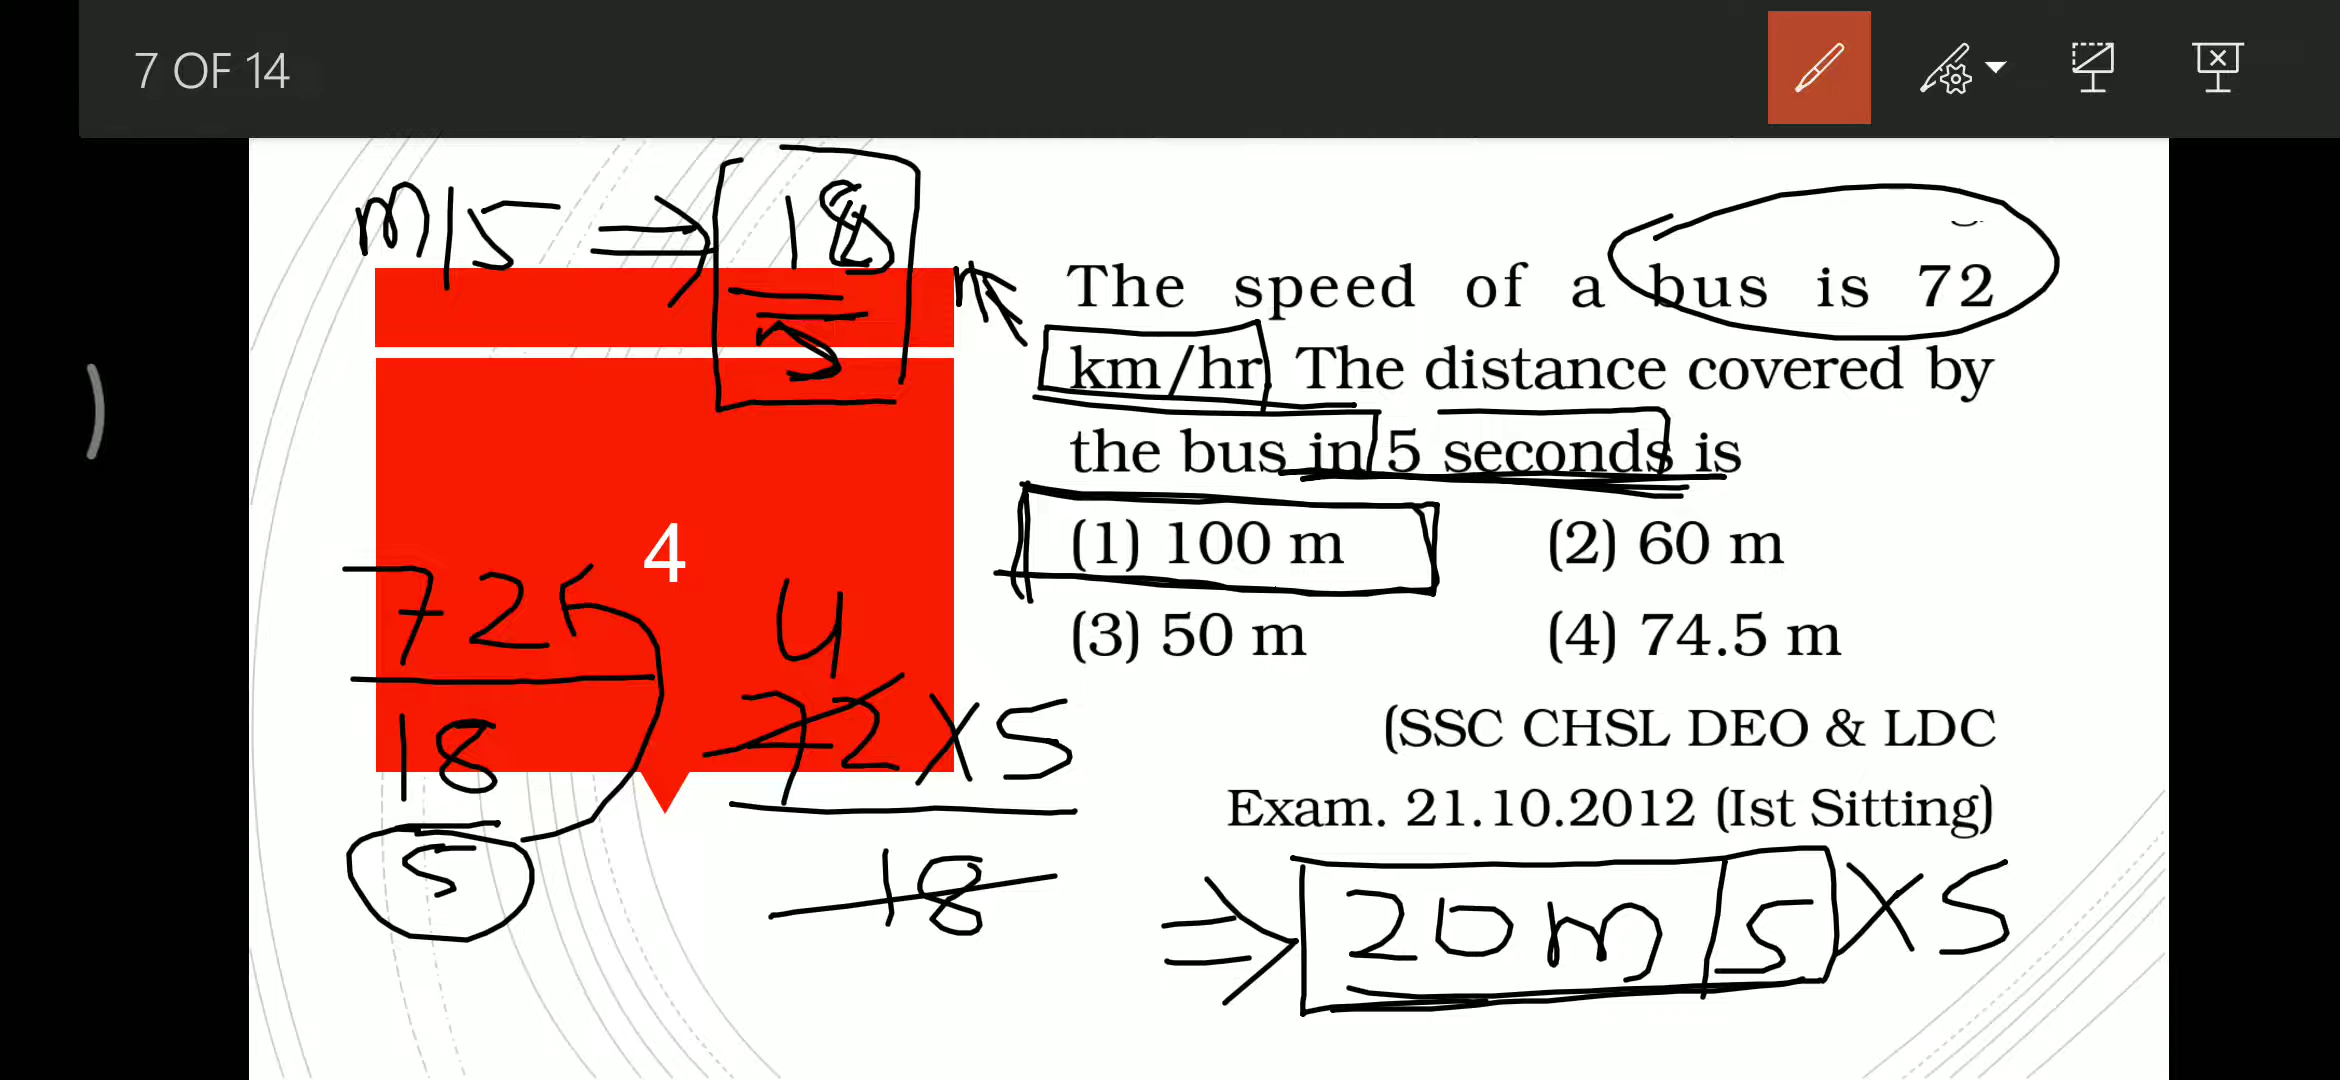 7 OF 14
m/s ⇒ 18/5
The speed of a bus is 72
km/hr. The distance covered by
the bus in 5 seconds is
(1) 100 m (2) 60 m
(3) 50 m (4) 74.5 m
(SSC CHSL DEO & LDC
Exam. 21.10.2012 (Ist Sitting)
4
72
18
5
4
72 × 5
18
⇒ 20 m/s × 5